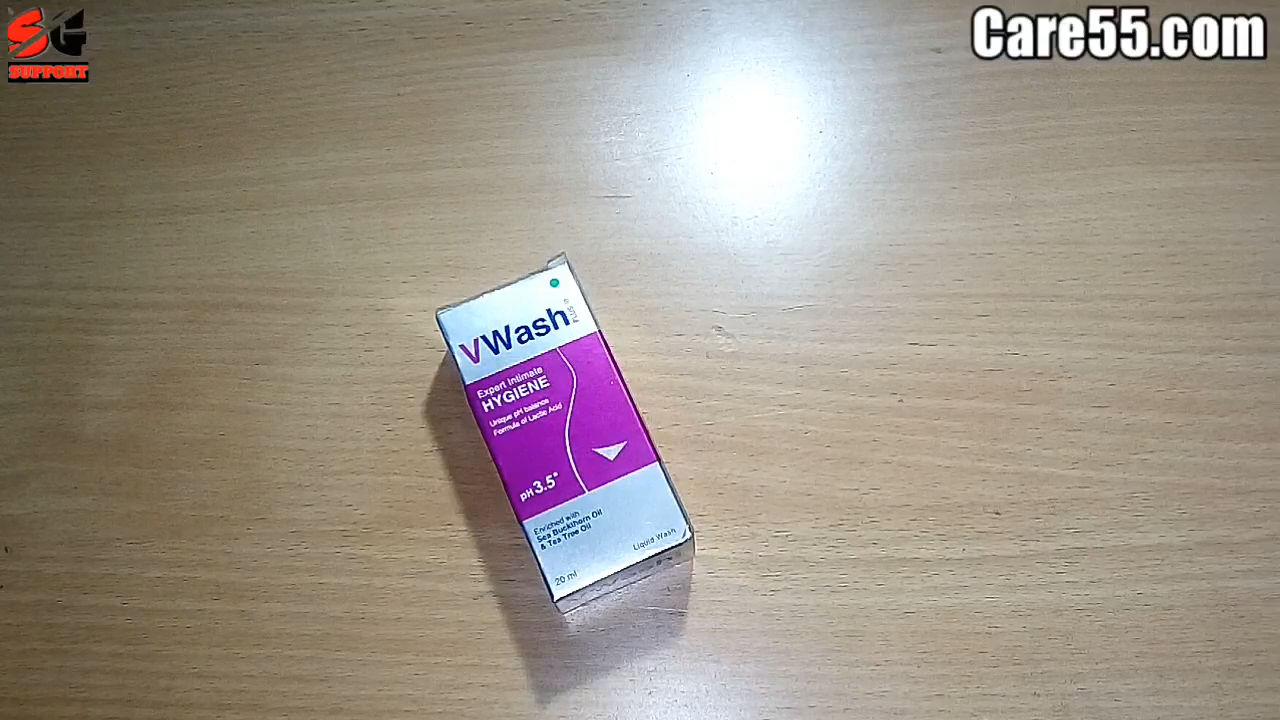 SG
SUPPORT
Care55.com
VWash
PLUS
Expert Intimate
HYGIENE
Unique pH balance
Formula of Lactic Acid
pH 3.5*
Enriched with
Sea Buckthorn Oil
& Tea Tree Oil
Liquid Wash
20 ml